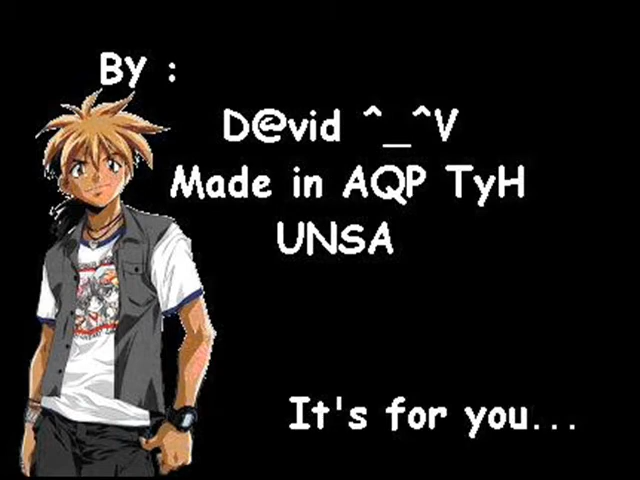 By :
D@vid ^_^V
Made in AQP TyH
UNSA
It's for you...